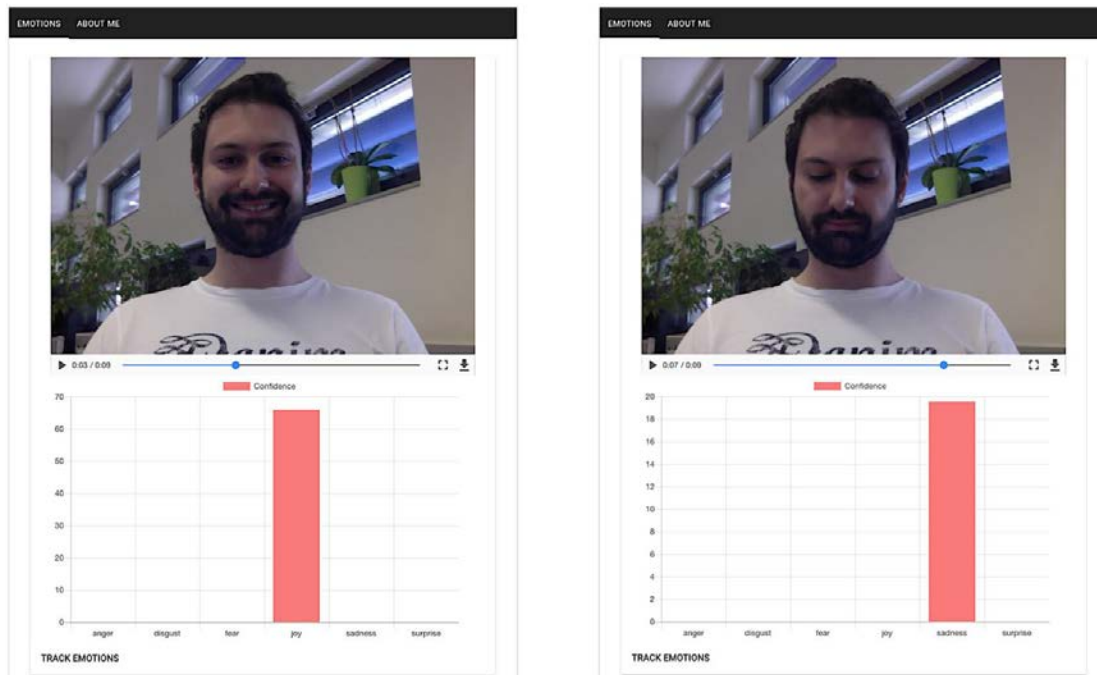 EMOTIONS ABOUT ME
0:03 / 0:09
Confidence
70
60
50
40
30
20
10
0
anger disgust fear joy sadness surprise
TRACK EMOTIONS
EMOTIONS ABOUT ME
0:07 / 0:09
Confidence
20
18
16
14
12
10
8
6
4
2
0
anger disgust fear joy sadness surprise
TRACK EMOTIONS